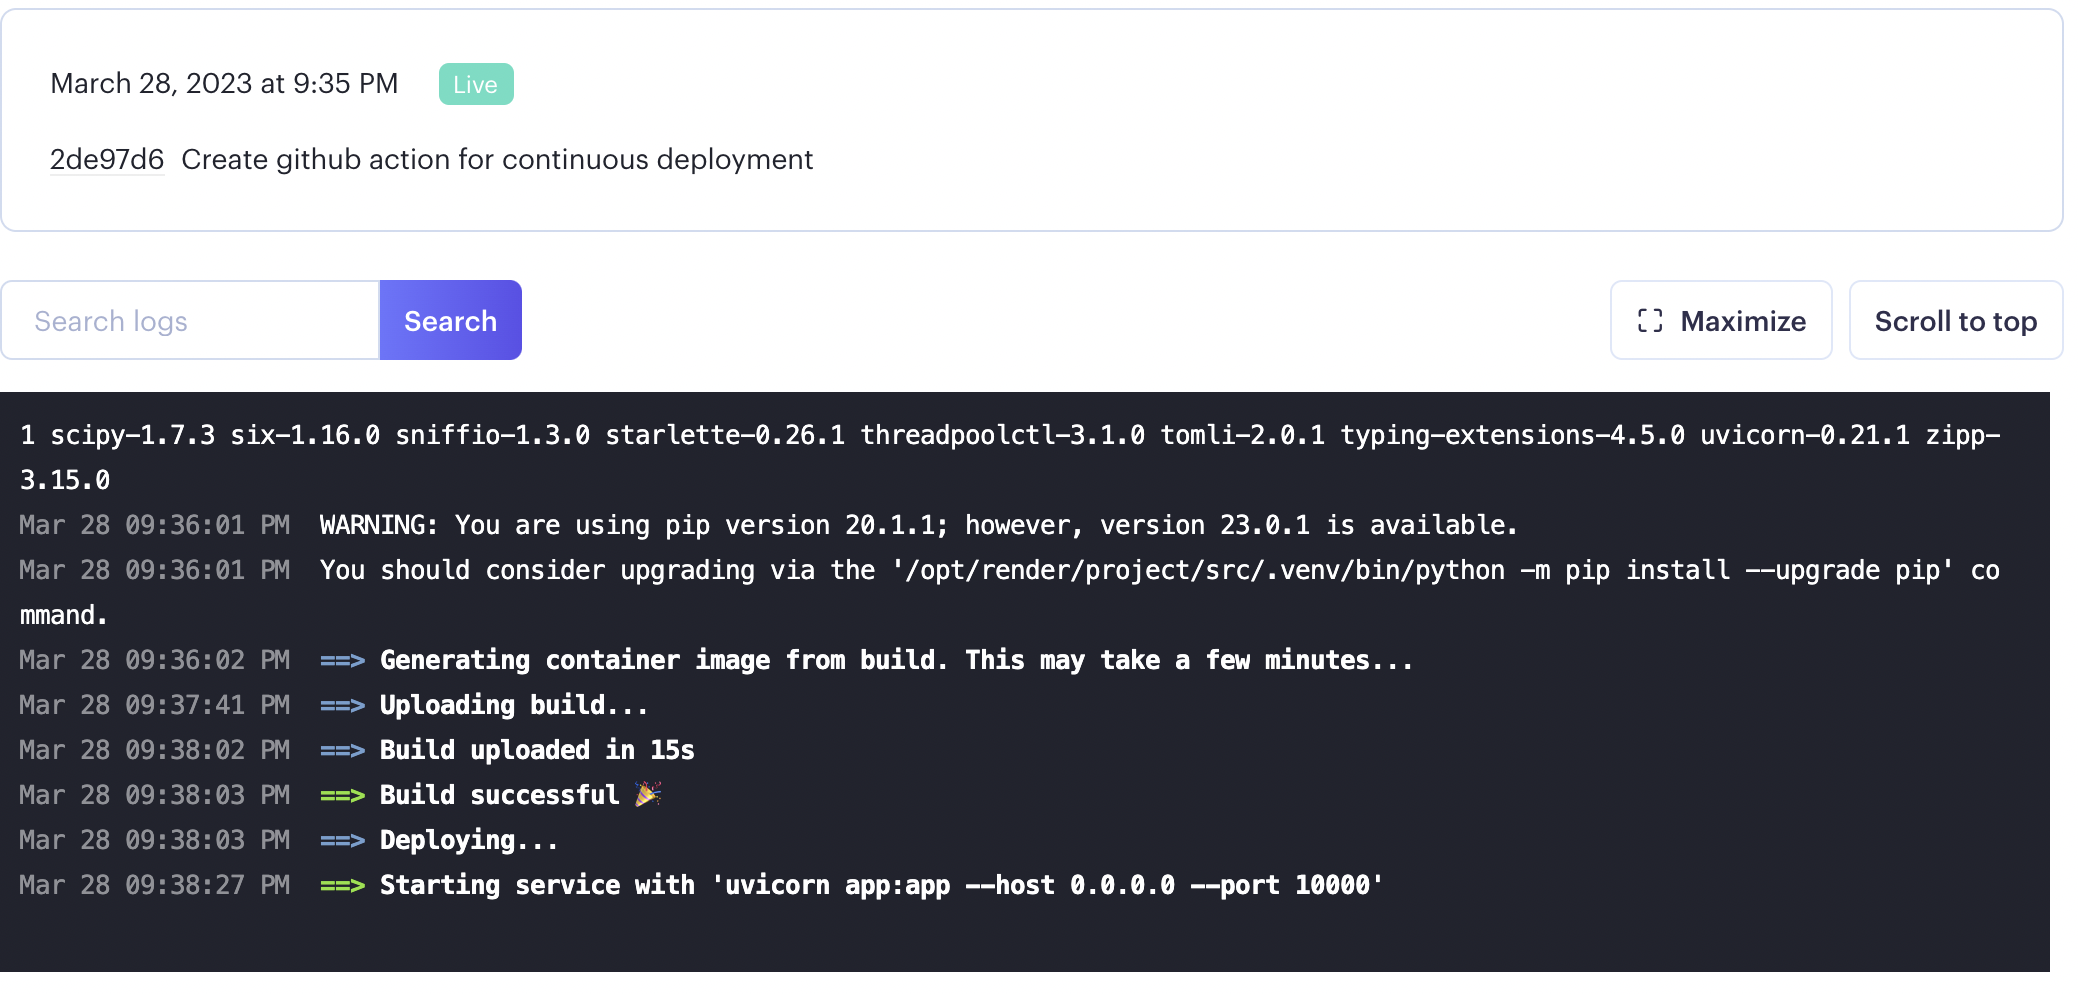 March 28, 2023 at 9:35 PM Live
2de97d6 Create github action for continuous deployment
Search logs Search Maximize Scroll to top
1 scipy-1.7.3 six-1.16.0 sniffio-1.3.0 starlette-0.26.1 threadpoolctl-3.1.0 tomli-2.0.1 typing-extensions-4.5.0 uvicorn-0.21.1 zipp-
3.15.0
Mar 28 09:36:01 PM WARNING: You are using pip version 20.1.1; however, version 23.0.1 is available.
Mar 28 09:36:01 PM You should consider upgrading via the '/opt/render/project/src/.venv/bin/python -m pip install --upgrade pip' co
mmand.
Mar 28 09:36:02 PM ==> Generating container image from build. This may take a few minutes...
Mar 28 09:37:41 PM ==> Uploading build...
Mar 28 09:38:02 PM ==> Build uploaded in 15s
Mar 28 09:38:03 PM ==> Build successful 🎉
Mar 28 09:38:03 PM ==> Deploying...
Mar 28 09:38:27 PM ==> Starting service with 'uvicorn app:app --host 0.0.0.0 --port 10000'